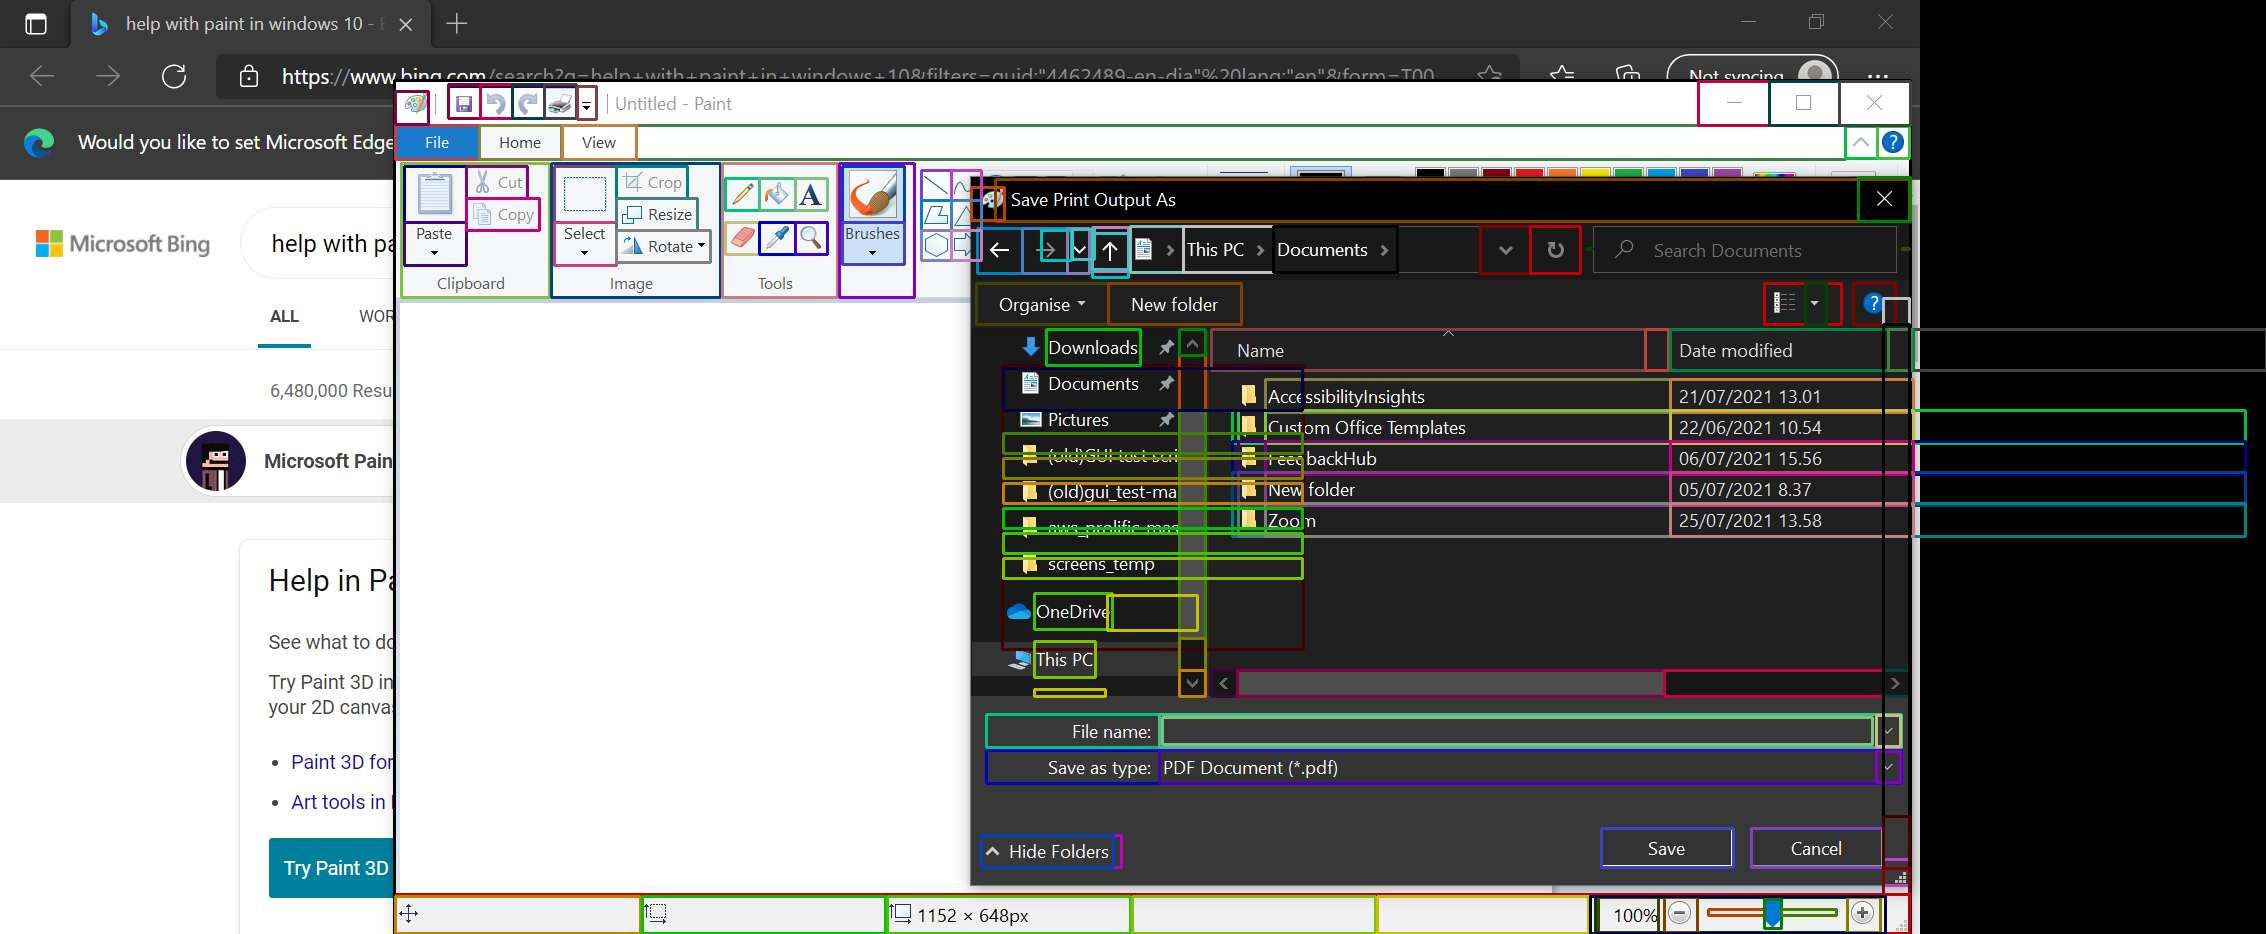 help with paint in windows 10 -
https://www.bing.com/search?q=help+with+paint+in+windows+10&filters=guid:"4462489-en-dia"%20lang:"en"&form=T00
Not syncing
Untitled - Paint
Would you like to set Microsoft Edge
File Home View
Cut Crop
Copy Resize
Paste Select Rotate Brushes
Clipboard Image Tools
Save Print Output As
Microsoft Bing help with pa
This PC Documents Search Documents
Organise New folder
ALL WOR
Downloads Name Date modified
Documents
6,480,000 Resu
AccessibilityInsights 21/07/2021 13.01
Pictures Custom Office Templates 22/06/2021 10.54
Microsoft Pain
(old)GUI test scri FeedbackHub 06/07/2021 15.56
(old)gui_test-ma New folder 05/07/2021 8.37
aws_prolific_mas Zoom 25/07/2021 13.58
screens_temp
Help in Pa
OneDrive
See what to do
This PC
Try Paint 3D in
your 2D canvas
File name:
Paint 3D for
Save as type: PDF Document (*.pdf)
Art tools in
Hide Folders Save Cancel
Try Paint 3D
1152 × 648px 100%